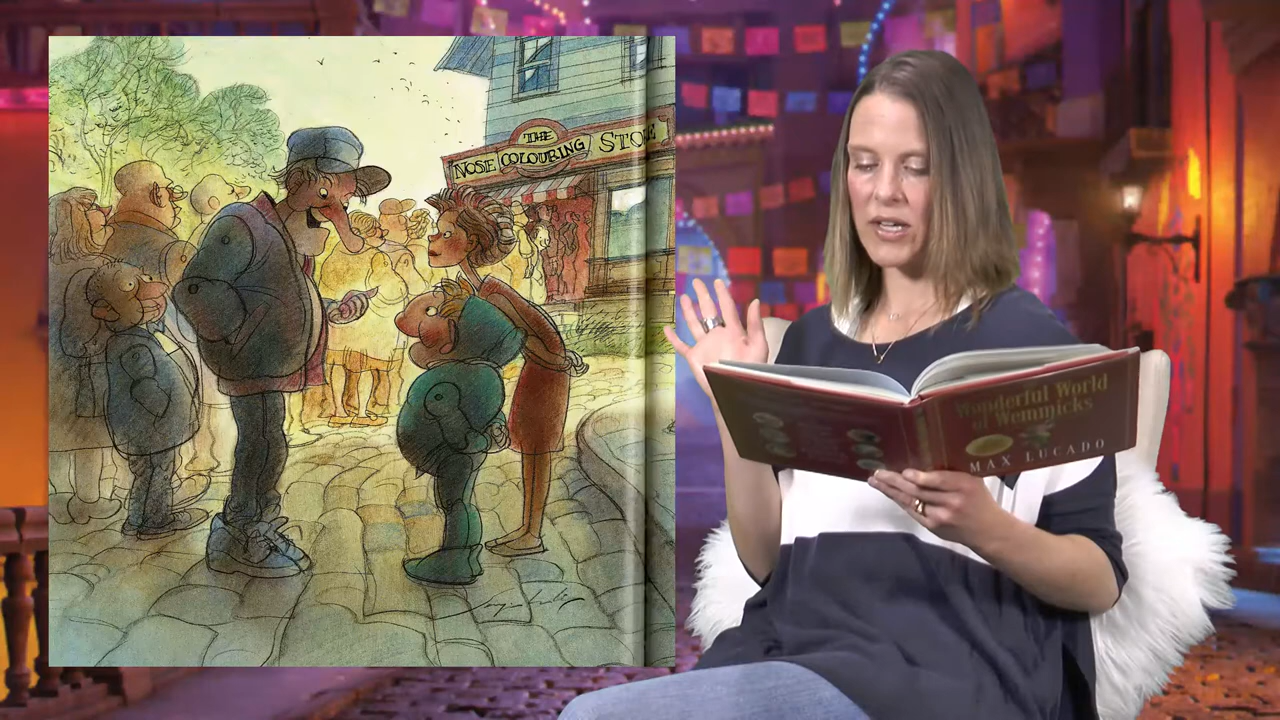 THE
NOSE COLOURING STORE
Wonderful World
of Wemmicks
MAX LUCADO